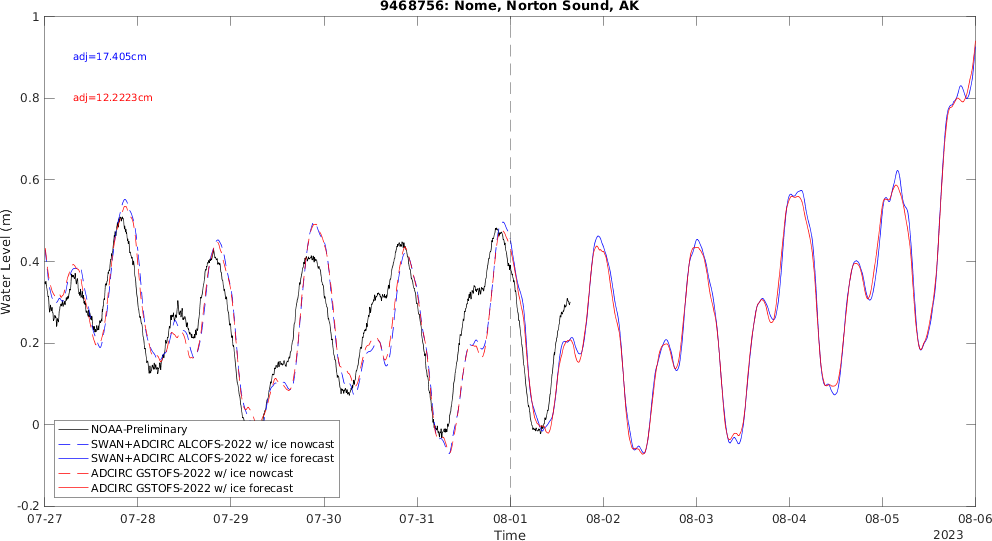 9468756: Nome, Norton Sound, AK
adj=17.405cm
adj=12.2223cm
Water Level (m)
1
0.8
0.6
0.4
0.2
0
-0.2
NOAA-Preliminary
SWAN+ADCIRC ALCOFS-2022 w/ ice nowcast
SWAN+ADCIRC ALCOFS-2022 w/ ice forecast
ADCIRC GSTOFS-2022 w/ ice nowcast
ADCIRC GSTOFS-2022 w/ ice forecast
07-27 07-28 07-29 07-30 07-31 08-01 08-02 08-03 08-04 08-05 08-06
Time
2023